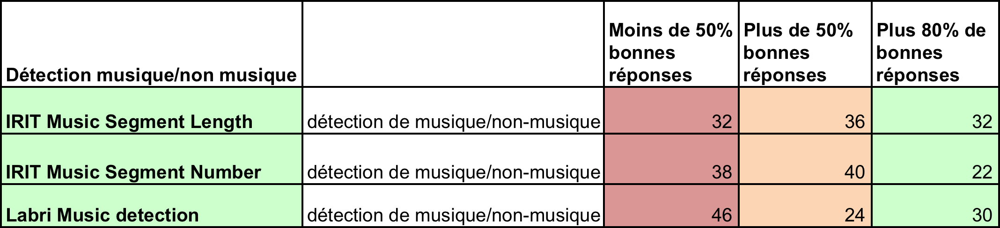 Détection musique/non musique
Moins de 50%
bonnes
réponses
Plus de 50%
bonnes
réponses
Plus 80% de
bonnes
réponses
IRIT Music Segment Length détection de musique/non-musique 32 36 32
IRIT Music Segment Number détection de musique/non-musique 38 40 22
Labri Music detection détection de musique/non-musique 46 24 30